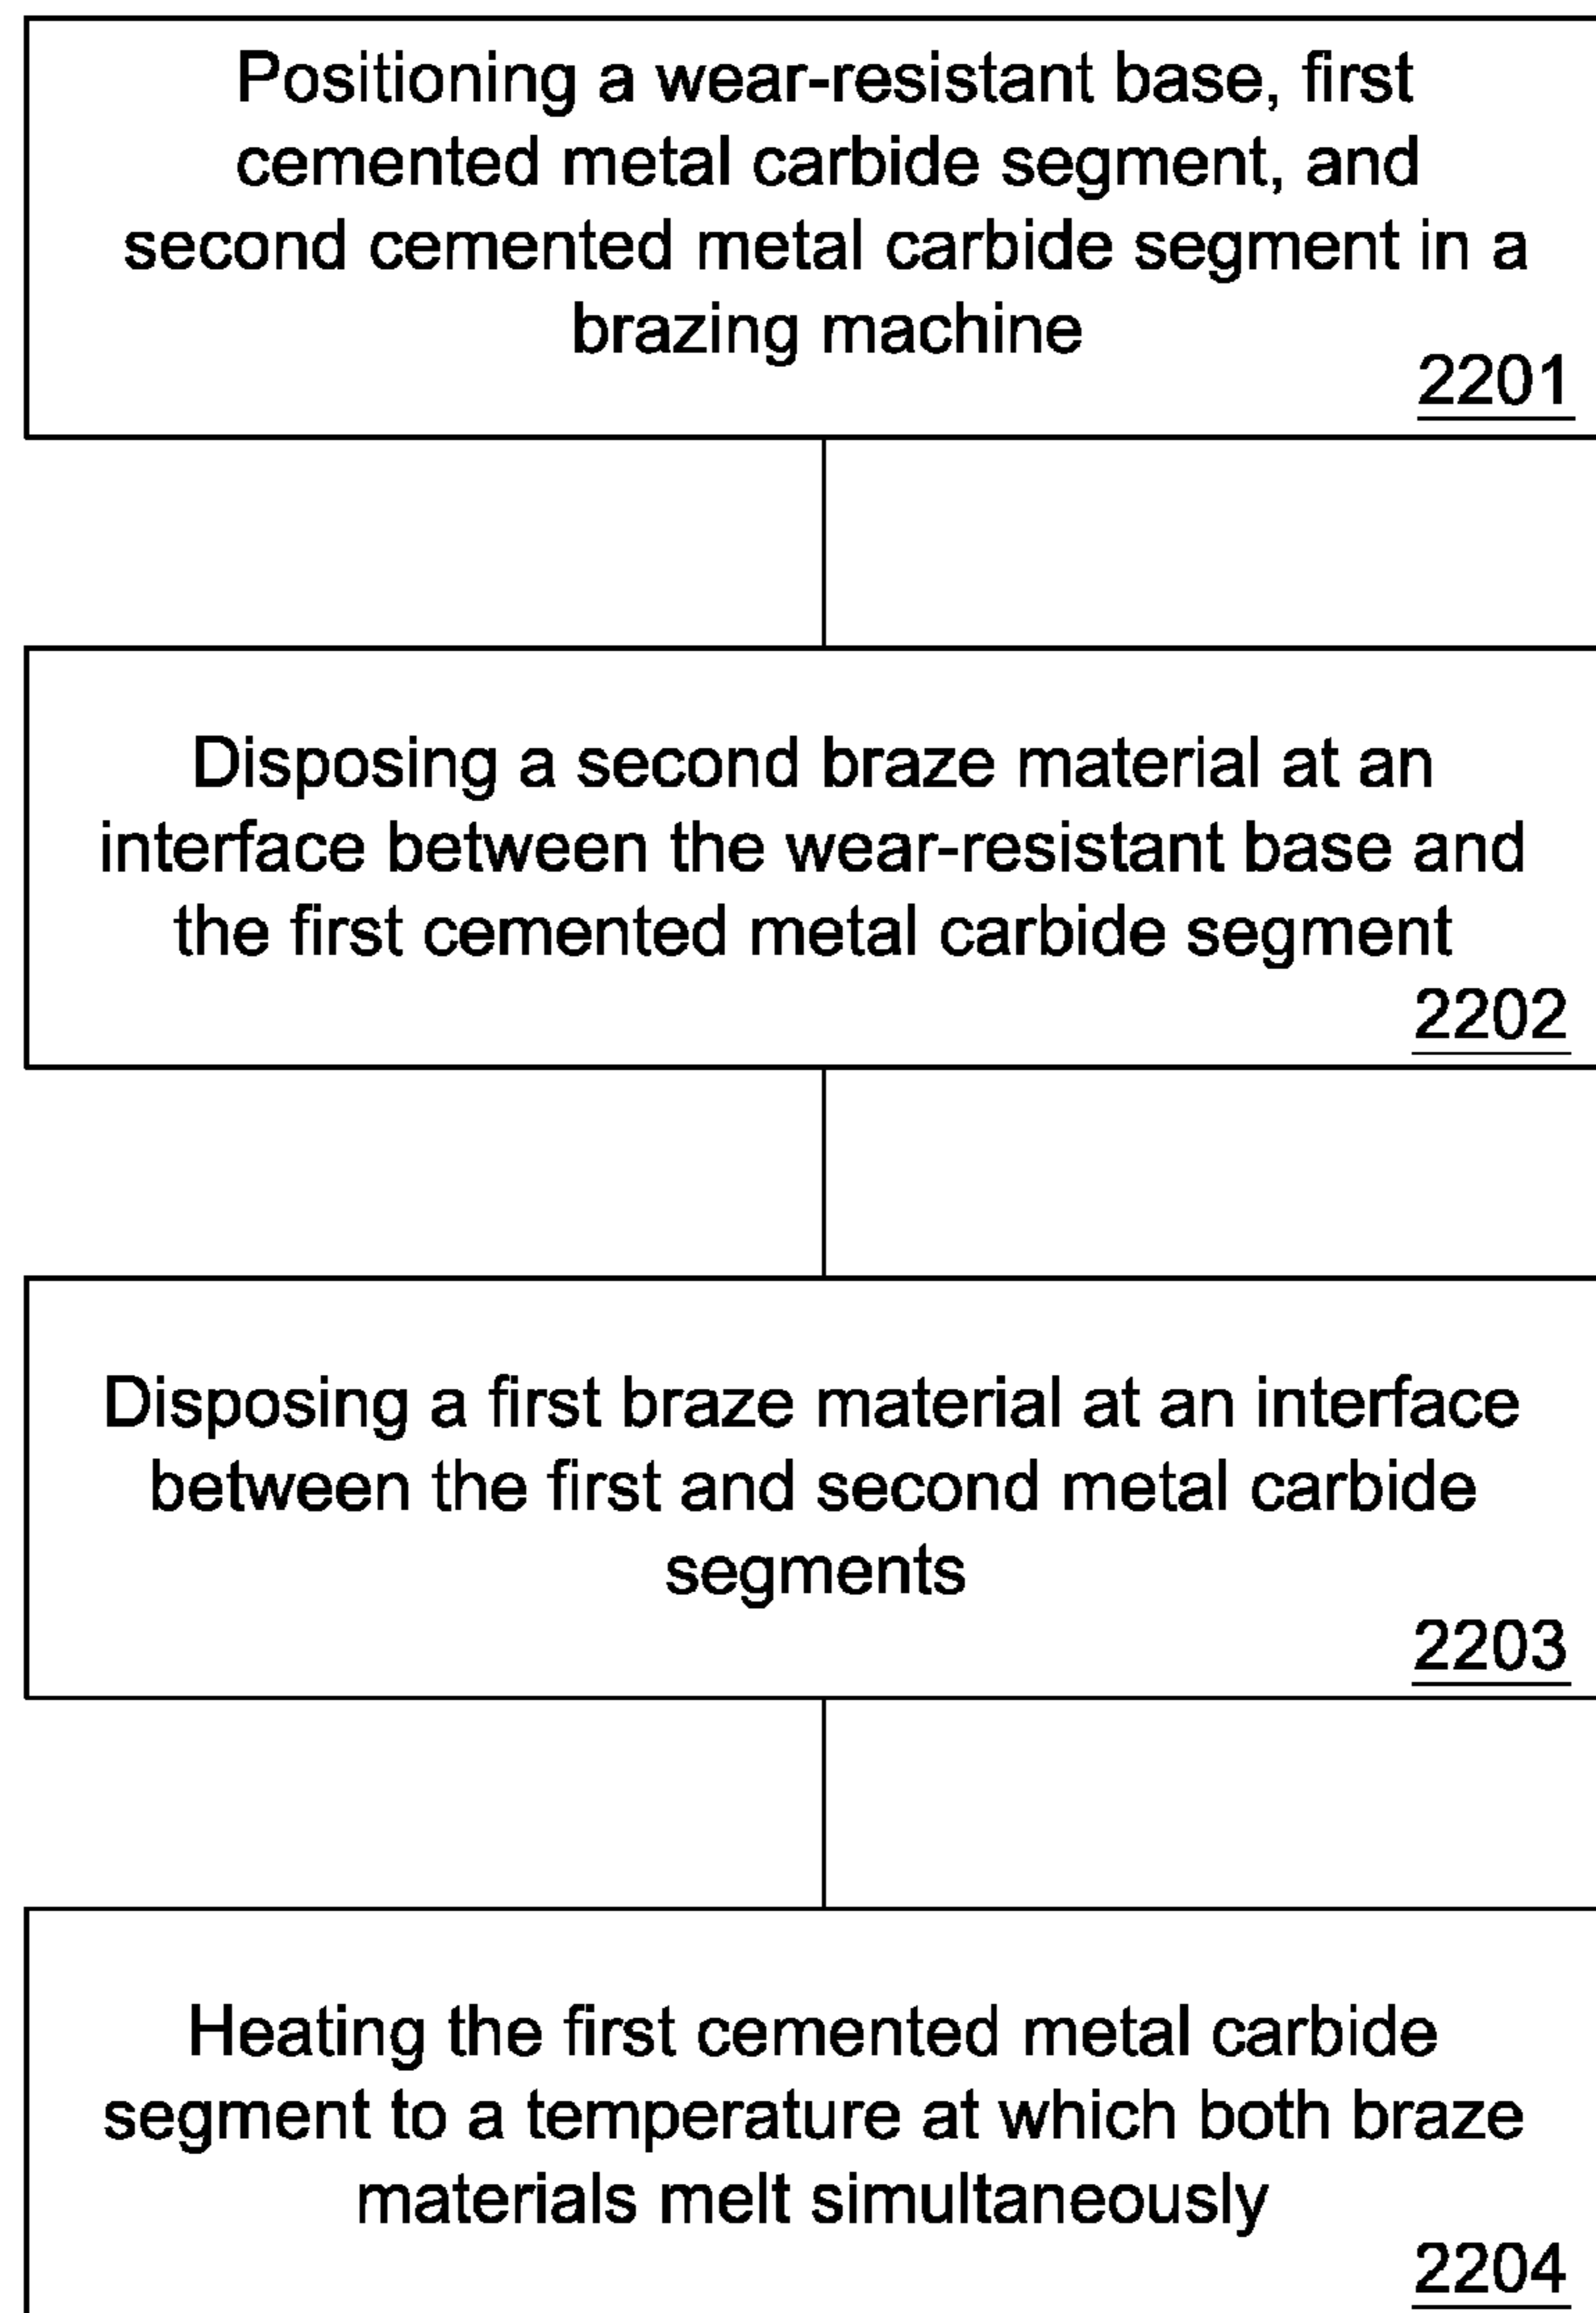 Positioning a wear-resistant base, first
cemented metal carbide segment, and
second cemented metal carbide segment in a
brazing machine
2201
Disposing a second braze material at an
interface between the wear-resistant base and
the first cemented metal carbide segment
2202
Disposing a first braze material at an interface
between the first and second metal carbide
segments
2203
Heating the first cemented metal carbide
segment to a temperature at which both braze
materials melt simultaneously
2204